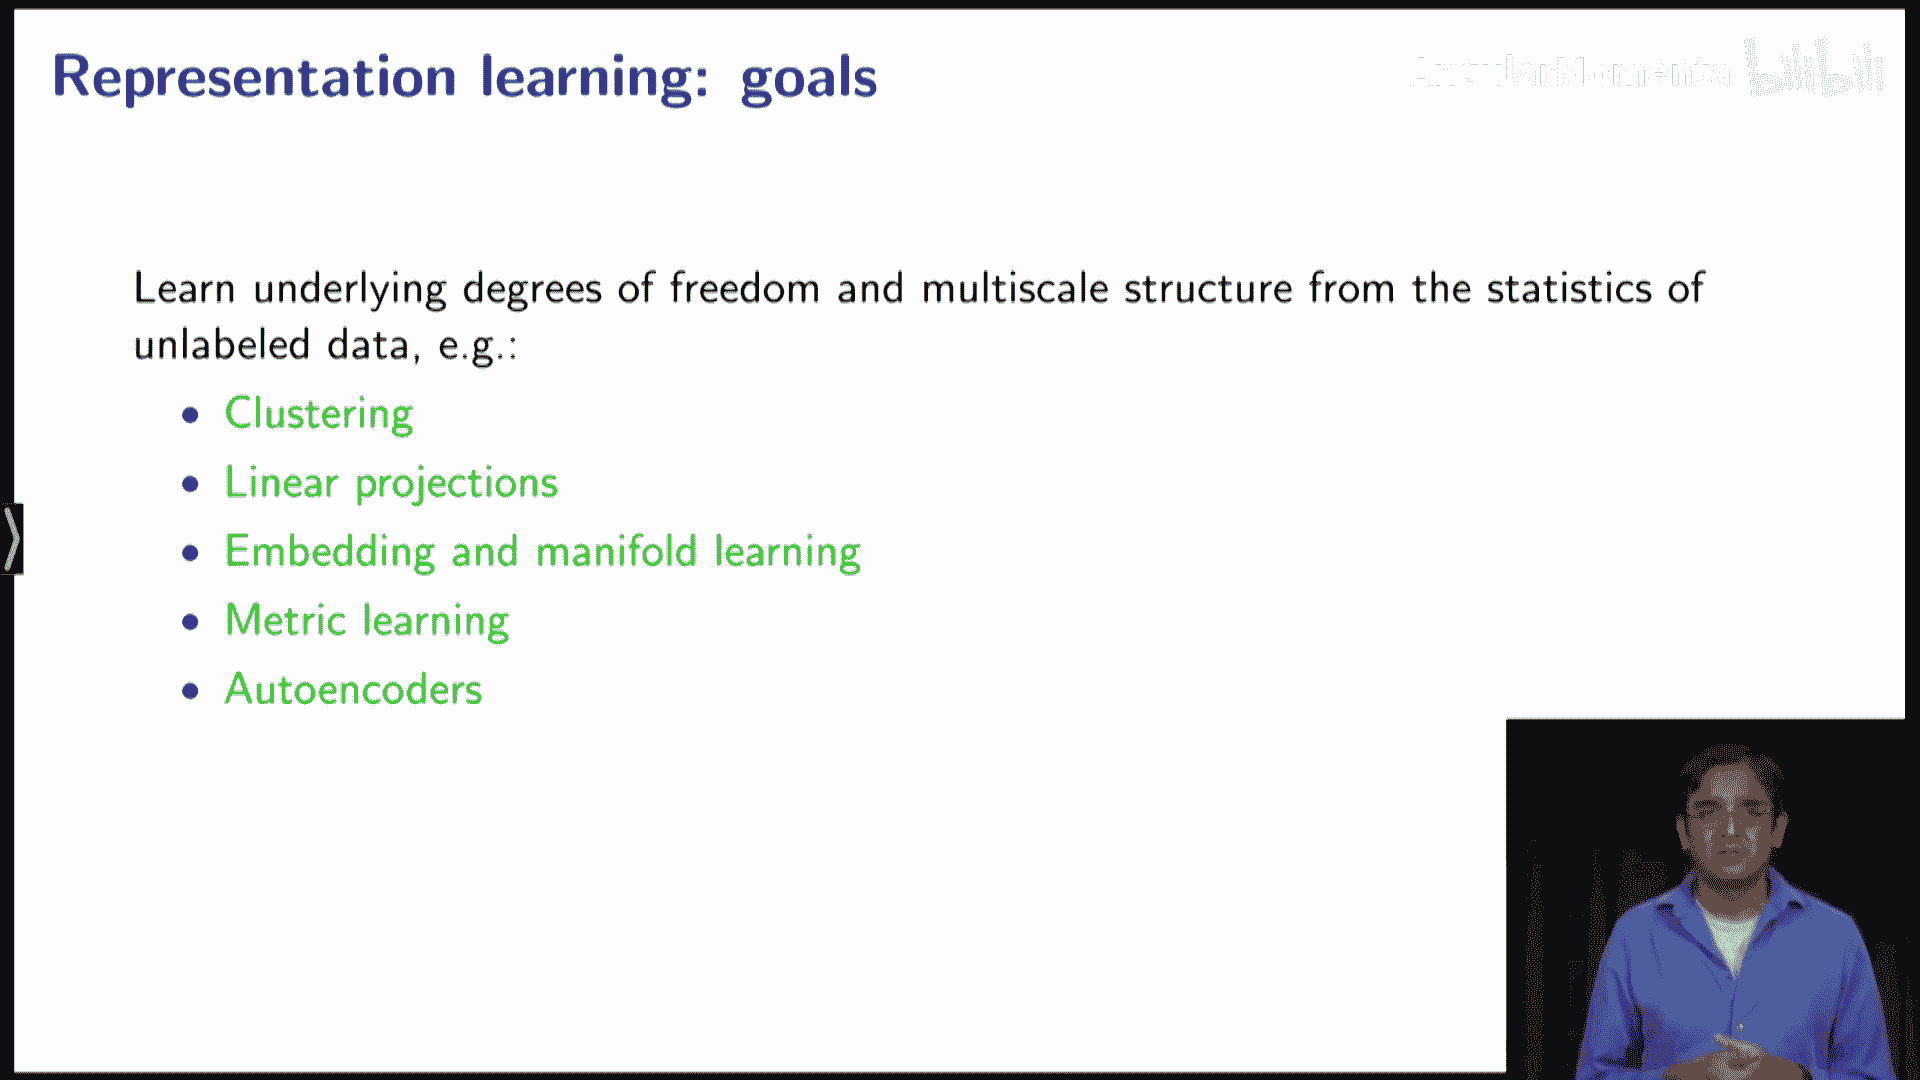 Representation learning: goals
bilibili
Learn underlying degrees of freedom and multiscale structure from the statistics of
unlabeled data, e.g.:
• Clustering
• Linear projections
• Embedding and manifold learning
• Metric learning
• Autoencoders